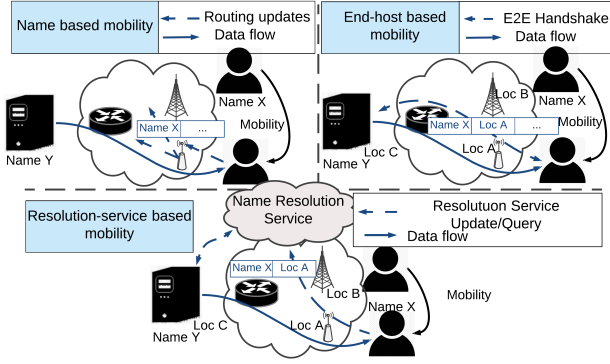 Name based mobility
Routing updates
Data flow
Name X
Name X
...
Mobility
Name Y
End-host based
mobility
E2E Handshake
Data flow
Loc B
Name X
Name X
Loc A
...
Mobility
Loc A
Name Y
Loc C
Resolution-service based
mobility
Name Resolution
Service
Resolutuon Service
Update/Query
Data flow
Name X
Loc A
Loc B
Name X
Mobility
Loc C
Loc A
Name Y